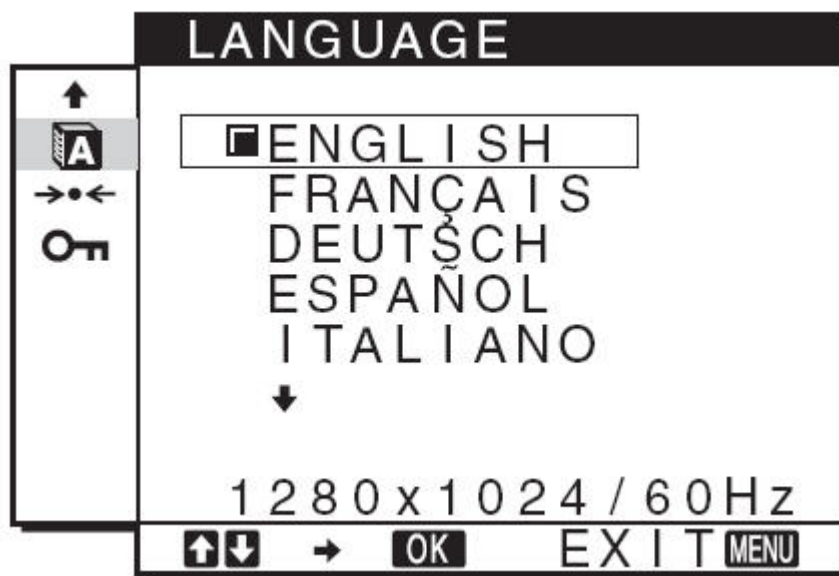 LANGUAGE
A
ENGLISH
FRANÇAIS
DEUTSCH
ESPAÑOL
ITALIANO
1280x1024/60Hz
OK EXIT MENU